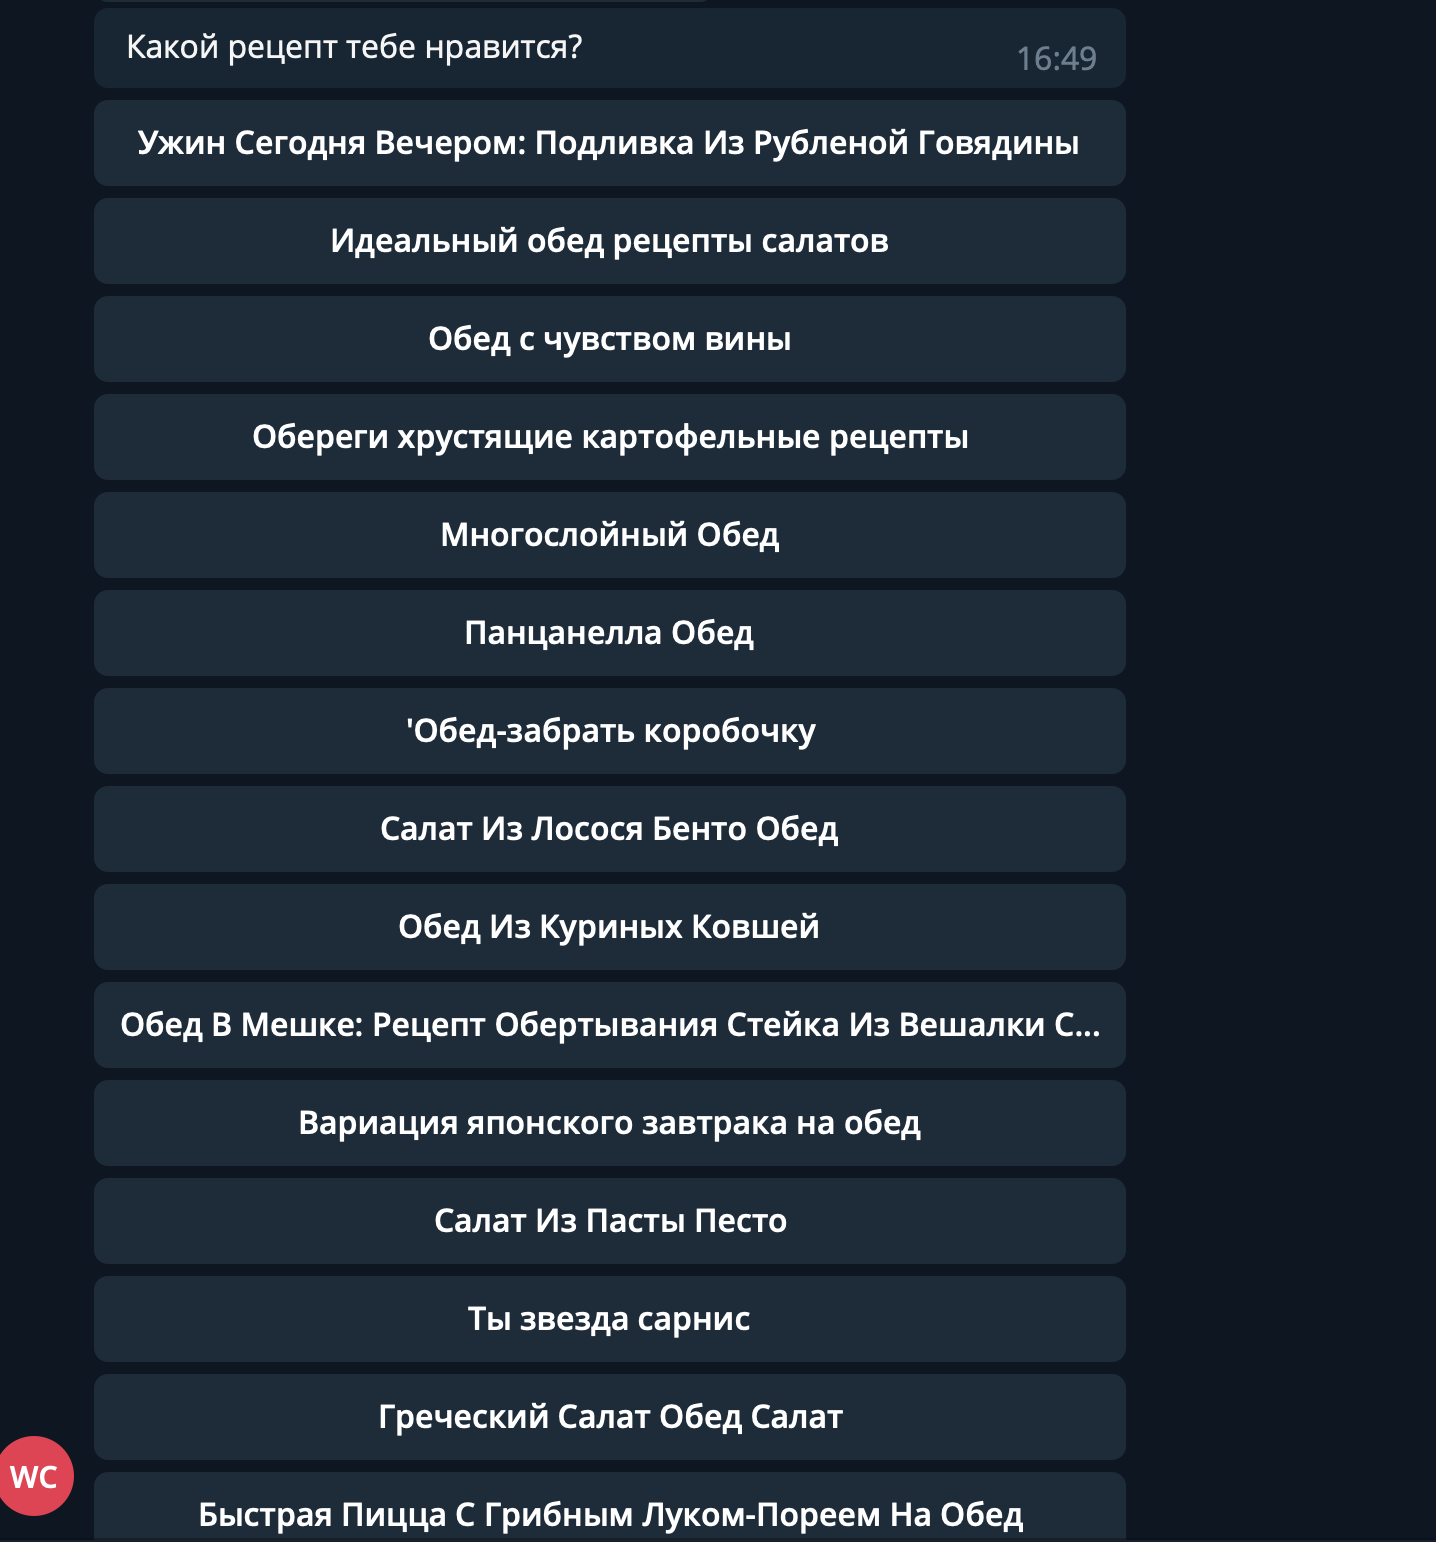 Какой рецепт тебе нравится?
16:49
Ужин Сегодня Вечером: Подливка Из Рубленой Говядины
Идеальный обед рецепты салатов
Обед с чувством вины
Обереги хрустящие картофельные рецепты
Многослойный Обед
Панцанелла Обед
'Обед-забрать коробочку
Салат Из Лосося Бенто Обед
Обед Из Куриных Ковшей
Обед В Мешке: Рецепт Обертывания Стейка Из Вешалки С...
Вариация японского завтрака на обед
Салат Из Пасты Песто
Ты звезда сарнис
Греческий Салат Обед Салат
WC
Быстрая Пицца С Грибным Луком-Пореем На Обед